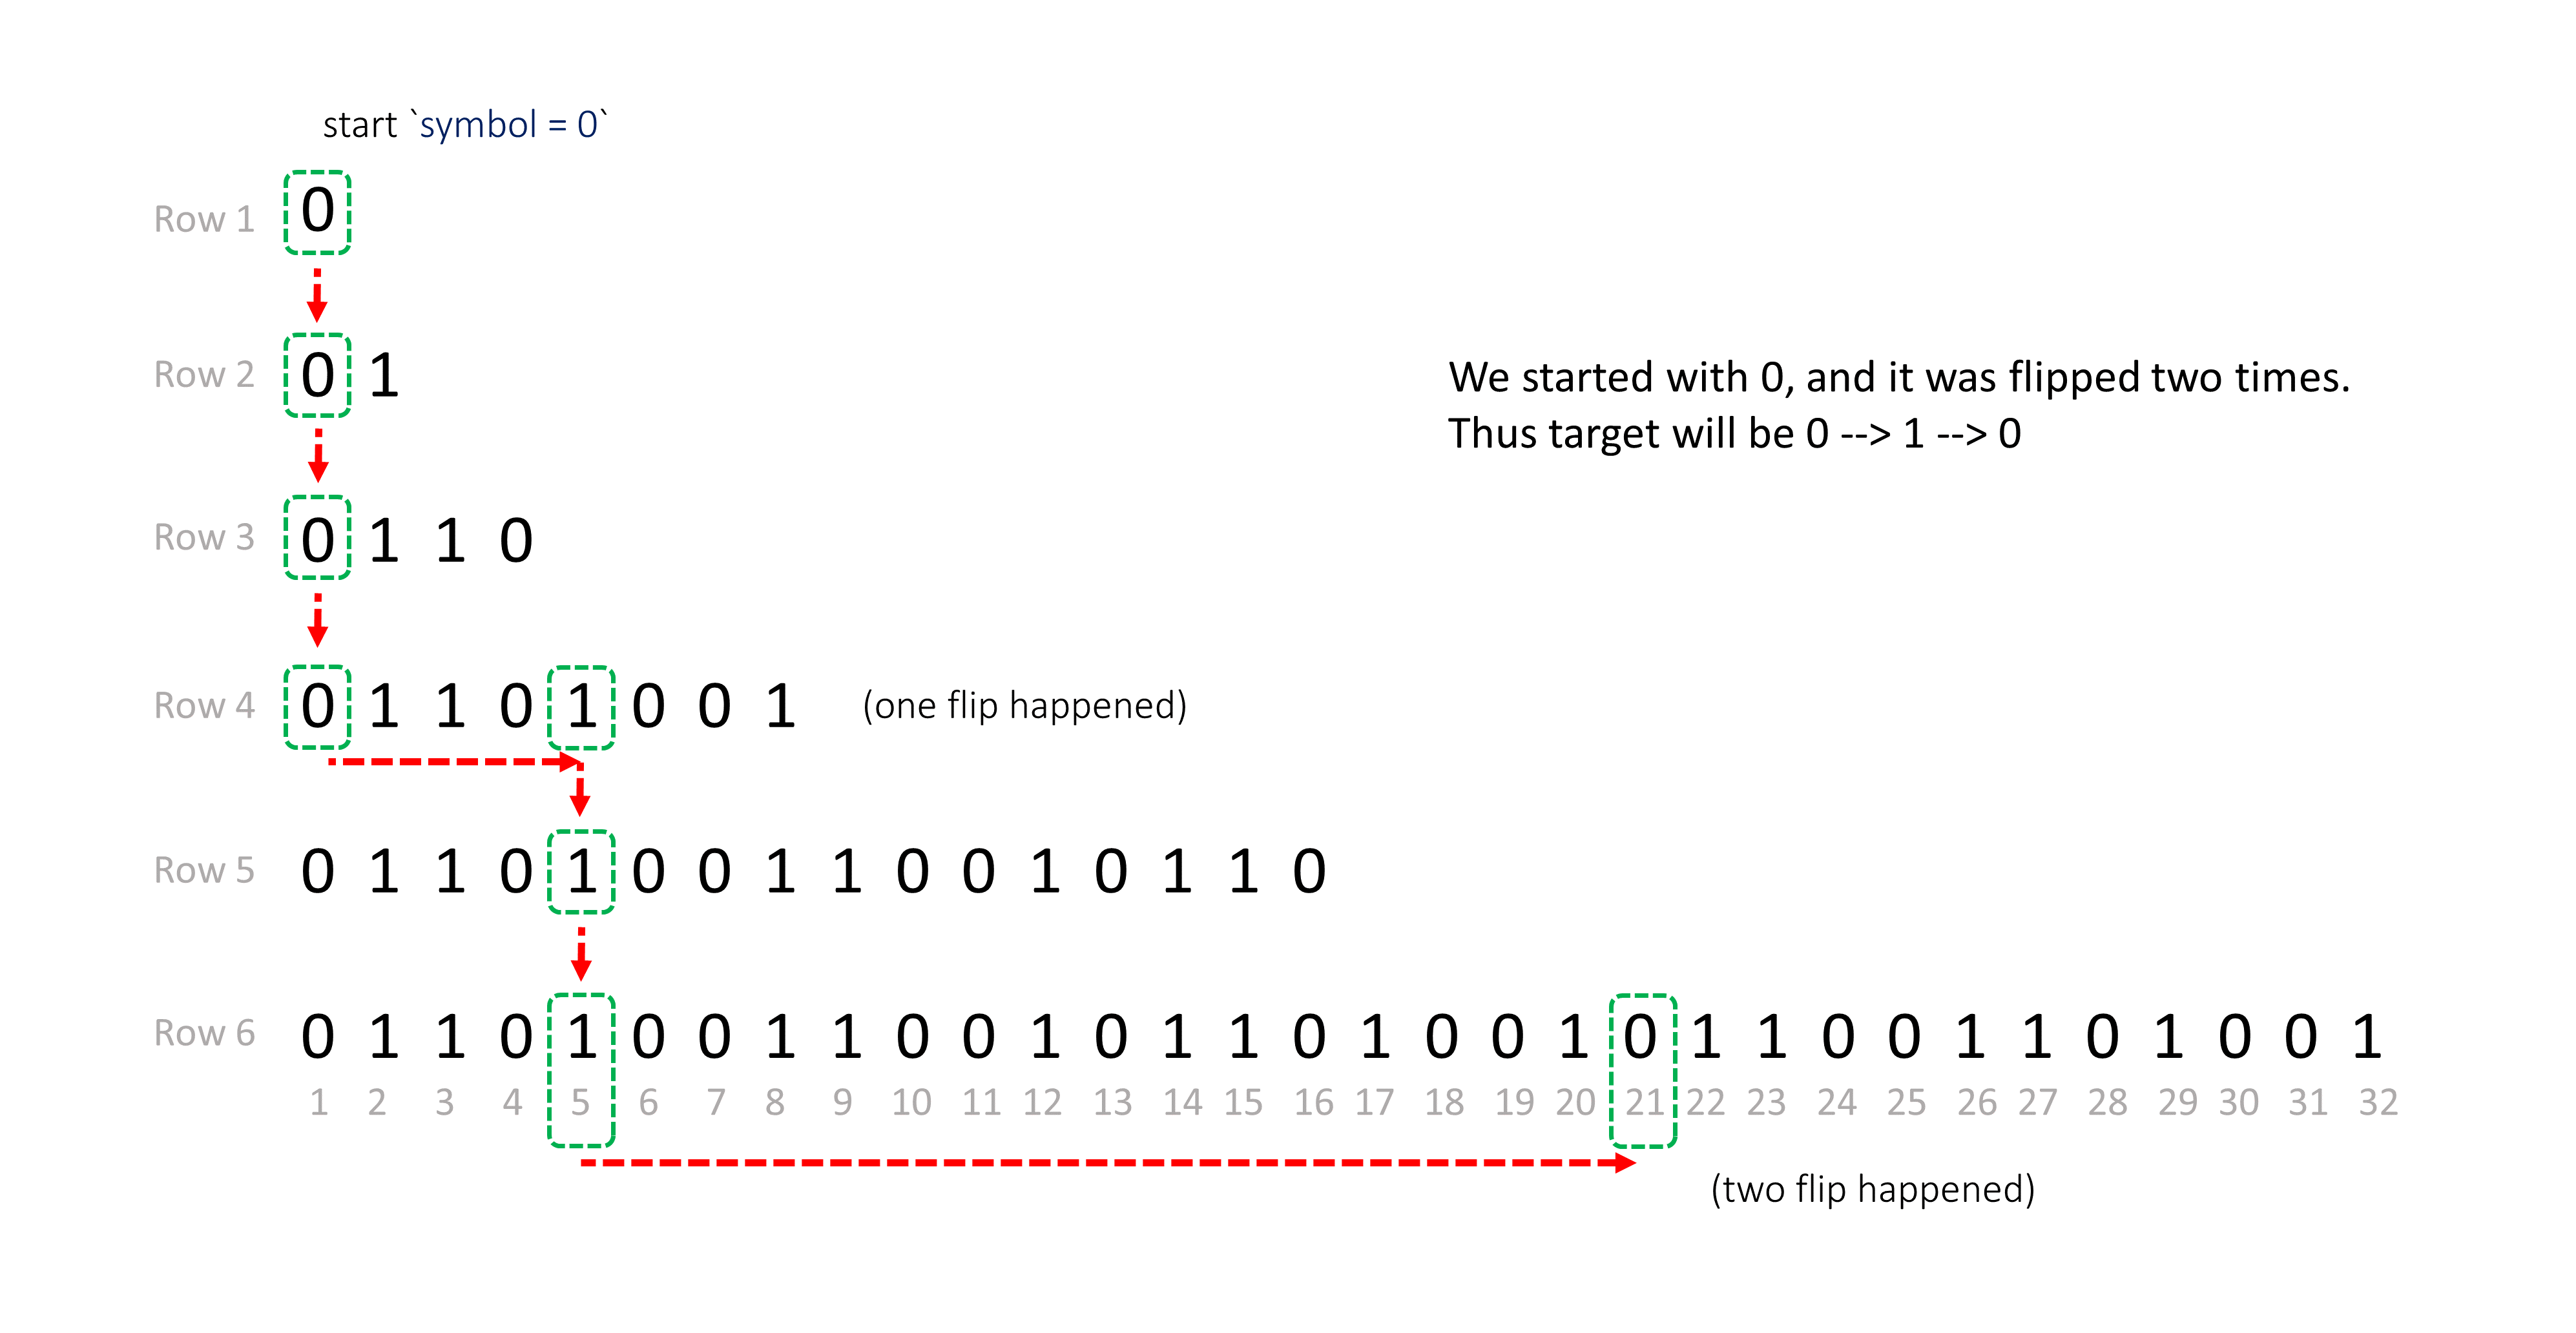 start `symbol = 0`
Row 1 0
Row 2 0 1
We started with 0, and it was flipped two times.
Thus target will be 0 --> 1 --> 0
Row 3 0 1 1 0
Row 4 0 1 1 0 1 0 0 1 (one flip happened)
Row 5 0 1 1 0 1 0 0 1 1 0 0 1 0 1 1 0
Row 6 0 1 1 0 1 0 0 1 1 0 0 1 0 1 1 0 1 0 0 1 0 1 1 0 0 1 1 0 1 0 0 1
1 2 3 4 5 6 7 8 9 10 11 12 13 14 15 16 17 18 19 20 21 22 23 24 25 26 27 28 29 30 31 32
(two flip happened)